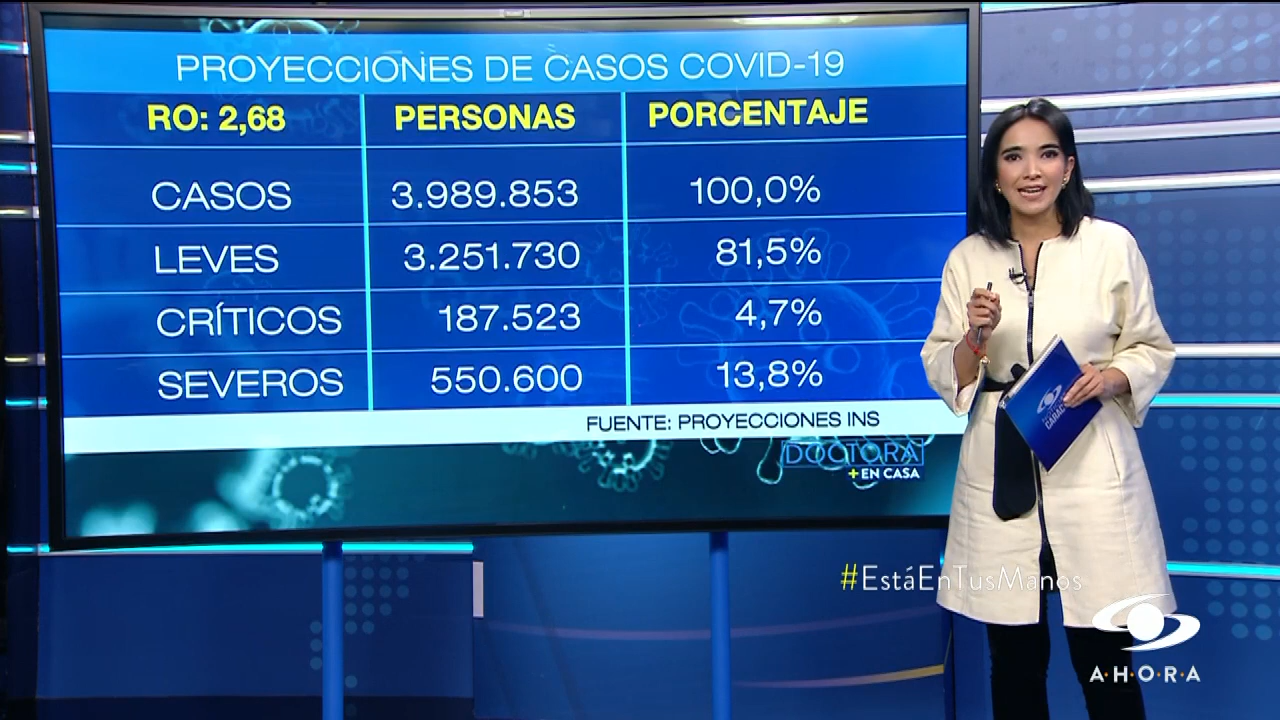 PROYECCIONES DE CASOS COVID-19
RO: 2,68 PERSONAS PORCENTAJE
CASOS 3.989.853 100,0%
LEVES 3.251.730 81,5%
CRÍTICOS 187.523 4,7%
SEVEROS 550.600 13,8%
FUENTE: PROYECCIONES INS
DOCTORA
+EN CASA
CARACOL
#EstáEnTusManos
A·H·O·R·A